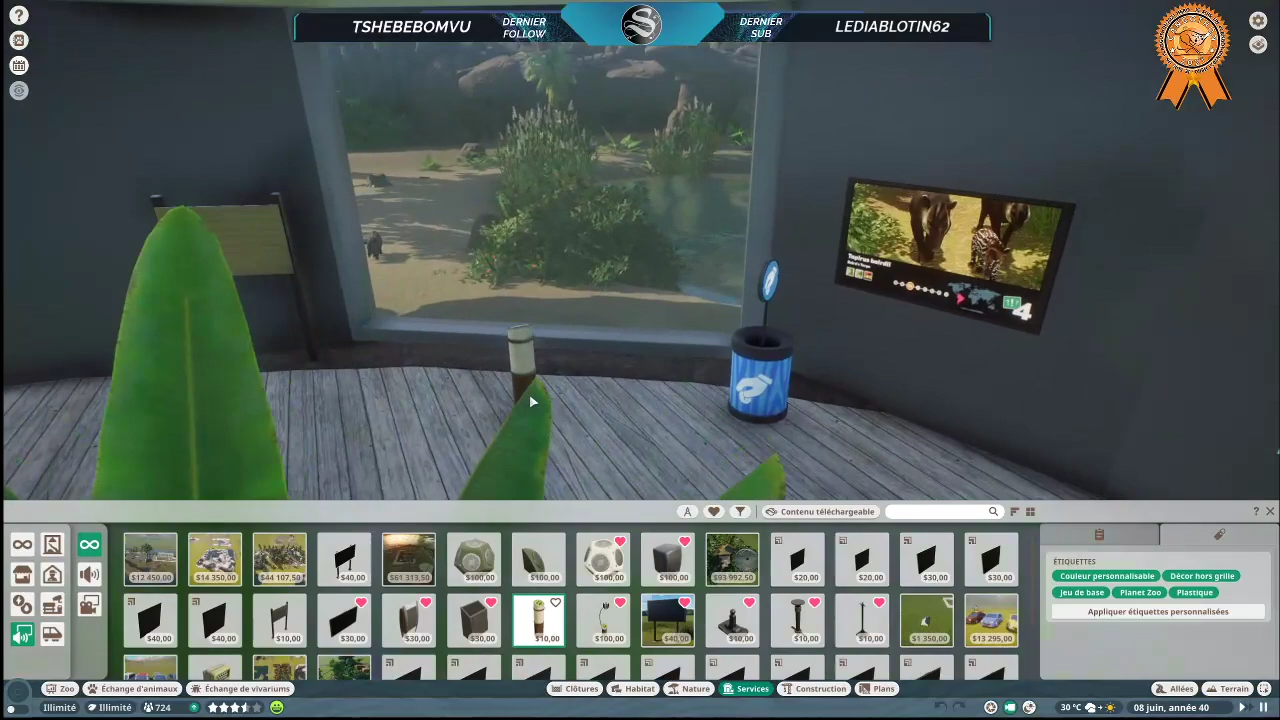 TSHEBEBOMVU
DERNIER
FOLLOW
DERNIER
SUB
LEDIABLOTIN62
Tapirus bairdii
Baird's Tapir
4
A
Contenu téléchargeable
?
ÉTIQUETTES
Couleur personnalisable
Décor hors grille
Jeu de base
Planet Zoo
Plastique
Appliquer étiquettes personnalisées
$12 450,00
$14 350,00
$44 107,50
$40,00
$61 313,50
$100,00
$100,00
$100,00
$100,00
$93 992,50
$20,00
$20,00
$30,00
$30,00
$40,00
$40,00
$10,00
$30,00
$30,00
$30,00
$10,00
$100,00
$40,00
$10,00
$10,00
$10,00
$1 350,00
$13 295,00
Zoo
Échange d'animaux
Échange de vivariums
Clôtures
Habitat
Nature
Services
Construction
Plans
Allées
Terrain
Illimité
Illimité
724
30 °C
08 juin, année 40